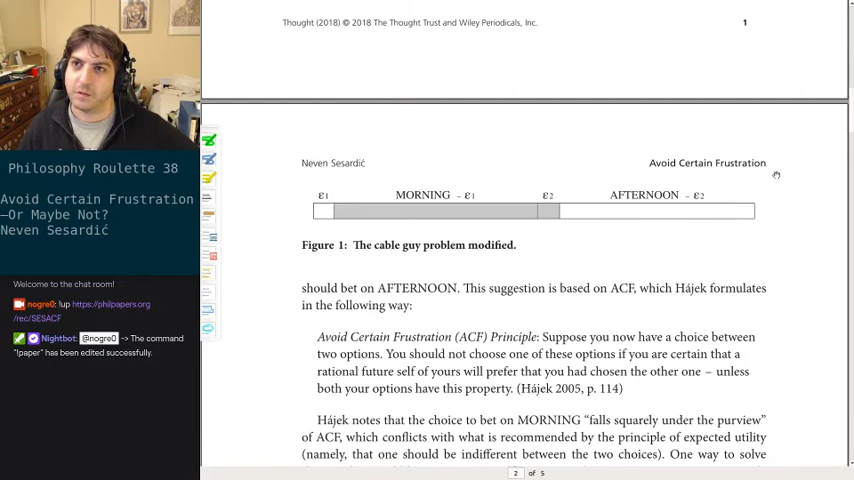 Thought (2018) © 2018 The Thought Trust and Wiley Periodicals, Inc.
1
Neven Sesardić
Avoid Certain Frustration
ε1
MORNING – ε1
ε2
AFTERNOON – ε2
Figure 1: The cable guy problem modified.
should bet on AFTERNOON. This suggestion is based on ACF, which Hájek formulates
in the following way:
Avoid Certain Frustration (ACF) Principle: Suppose you now have a choice between
two options. You should not choose one of these options if you are certain that a
rational future self of yours will prefer that you had chosen the other one – unless
both your options have this property. (Hájek 2005, p. 114)
Hájek notes that the choice to bet on MORNING “falls squarely under the purview”
of ACF, which conflicts with what is recommended by the principle of expected utility
(namely, that one should be indifferent between the two choices). One way to solve
2 of 5
Philosophy Roulette 38
Avoid Certain Frustration
—Or Maybe Not?
Neven Sesardić
Welcome to the chat room!
nogre0: !up https://philpapers.org
/rec/SESACF
Nightbot: @nogre0 -> The command
"!paper" has been edited successfully.